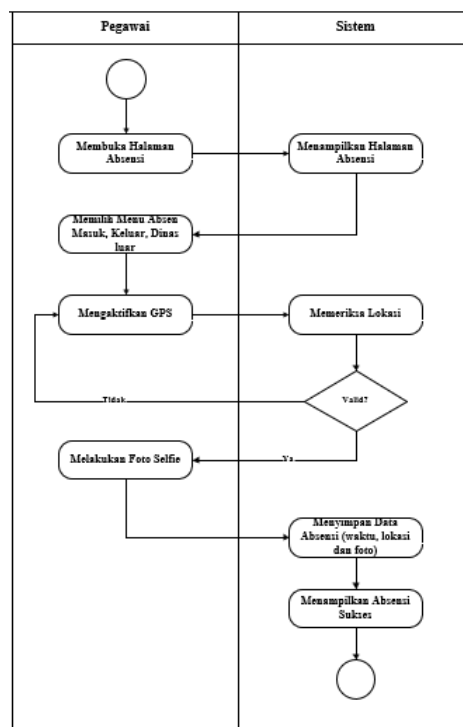 Pegawai
Sistem
Membuka Halaman
Absensi
Menampilkan Halaman
Absensi
Memilih Menu Absen
Masuk, Keluar, Dinas
luar
Mengaktifkan GPS
Memeriksa Lokasi
Tidak
Valid?
Melakukan Foto Selfie
Ya
Menyimpan Data
Absensi (waktu, lokasi
dan foto)
Menampilkan Absensi
Sukses